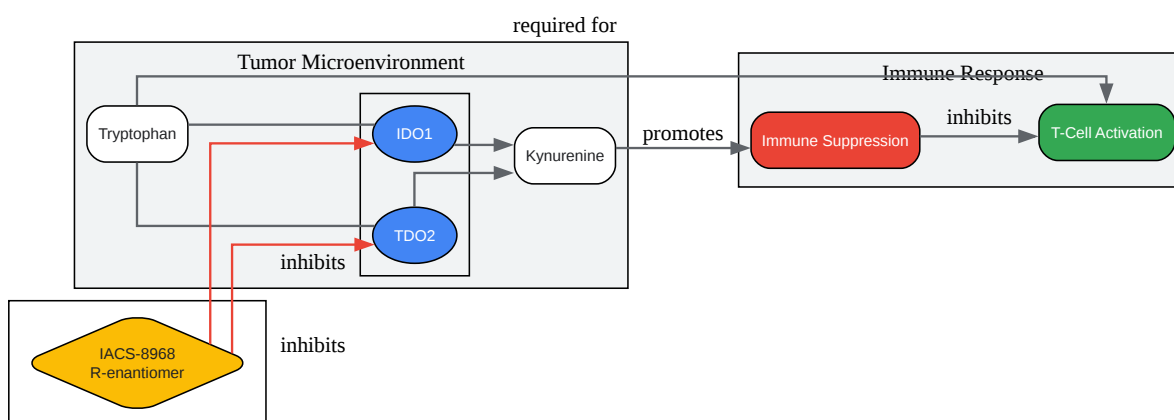 required for
Tumor Microenvironment
Immune Response
Tryptophan
IDO1
Kynurenine
promotes
Immune Suppression
inhibits
T-Cell Activation
TDO2
inhibits
inhibits
IACS-8968
R-enantiomer